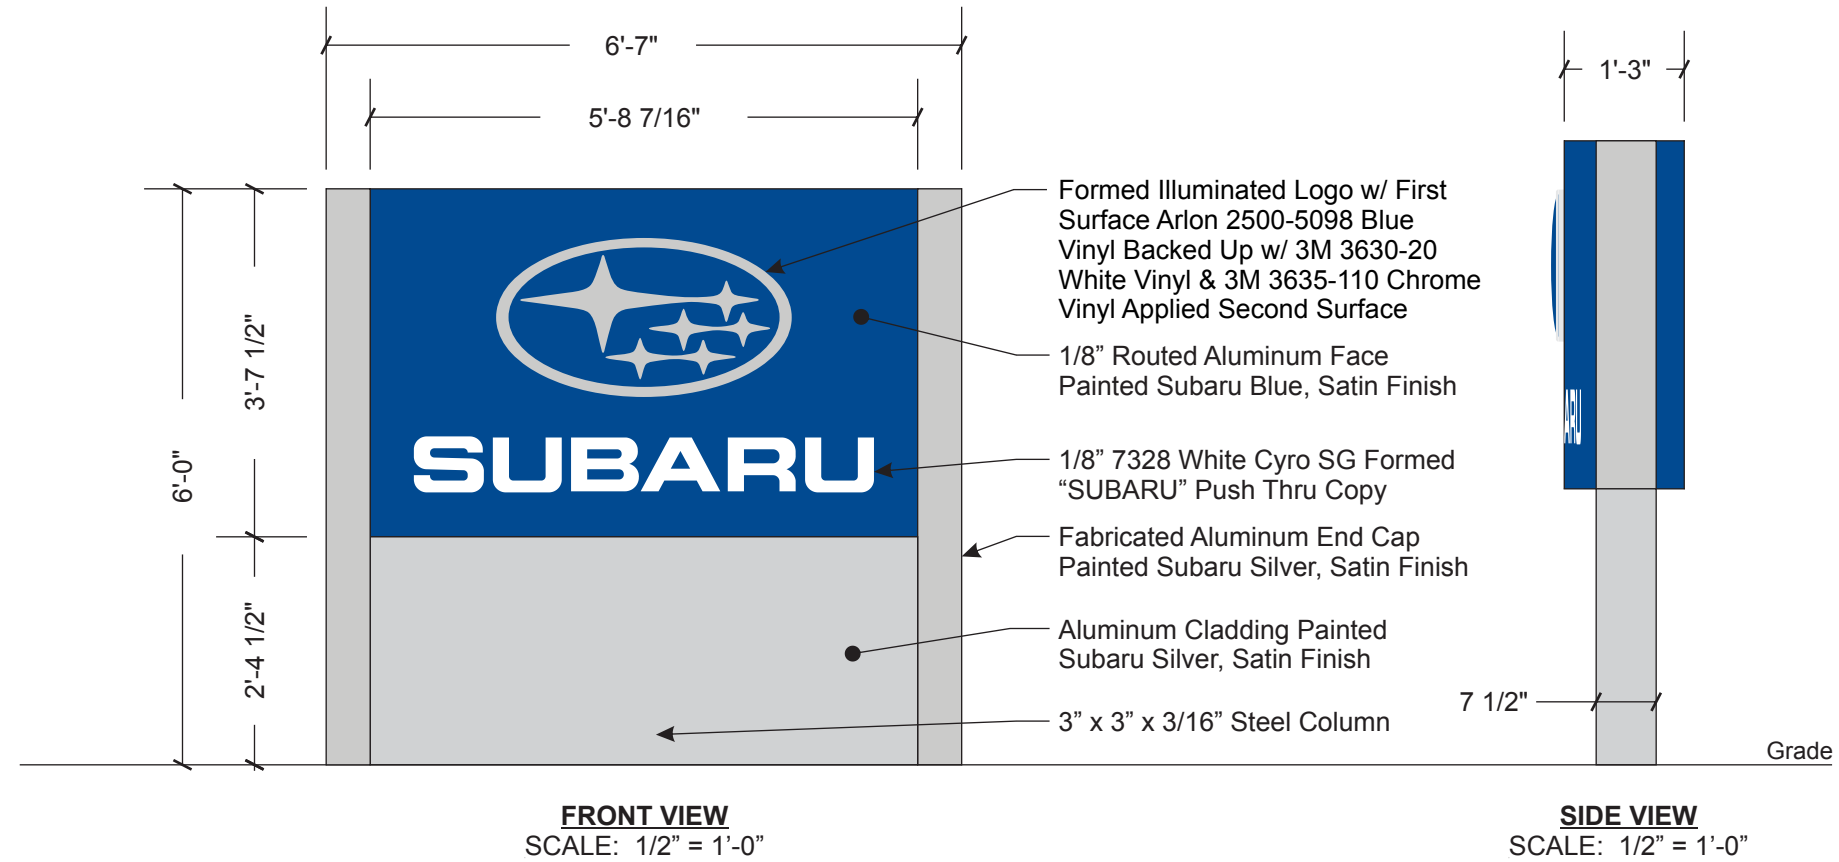 6'-7"
5'-8 7/16"
1'-3"
6'-0"
3'-7 1/2"
2'-4 1/2"
SUBARU
Formed Illuminated Logo w/ First
Surface Arlon 2500-5098 Blue
Vinyl Backed Up w/ 3M 3630-20
White Vinyl & 3M 3635-110 Chrome
Vinyl Applied Second Surface
1/8” Routed Aluminum Face
Painted Subaru Blue, Satin Finish
1/8” 7328 White Cyro SG Formed
“SUBARU” Push Thru Copy
Fabricated Aluminum End Cap
Painted Subaru Silver, Satin Finish
Aluminum Cladding Painted
Subaru Silver, Satin Finish
3” x 3” x 3/16” Steel Column
ARU
7 1/2"
Grade
FRONT VIEW
SCALE: 1/2” = 1’-0”
SIDE VIEW
SCALE: 1/2” = 1’-0”